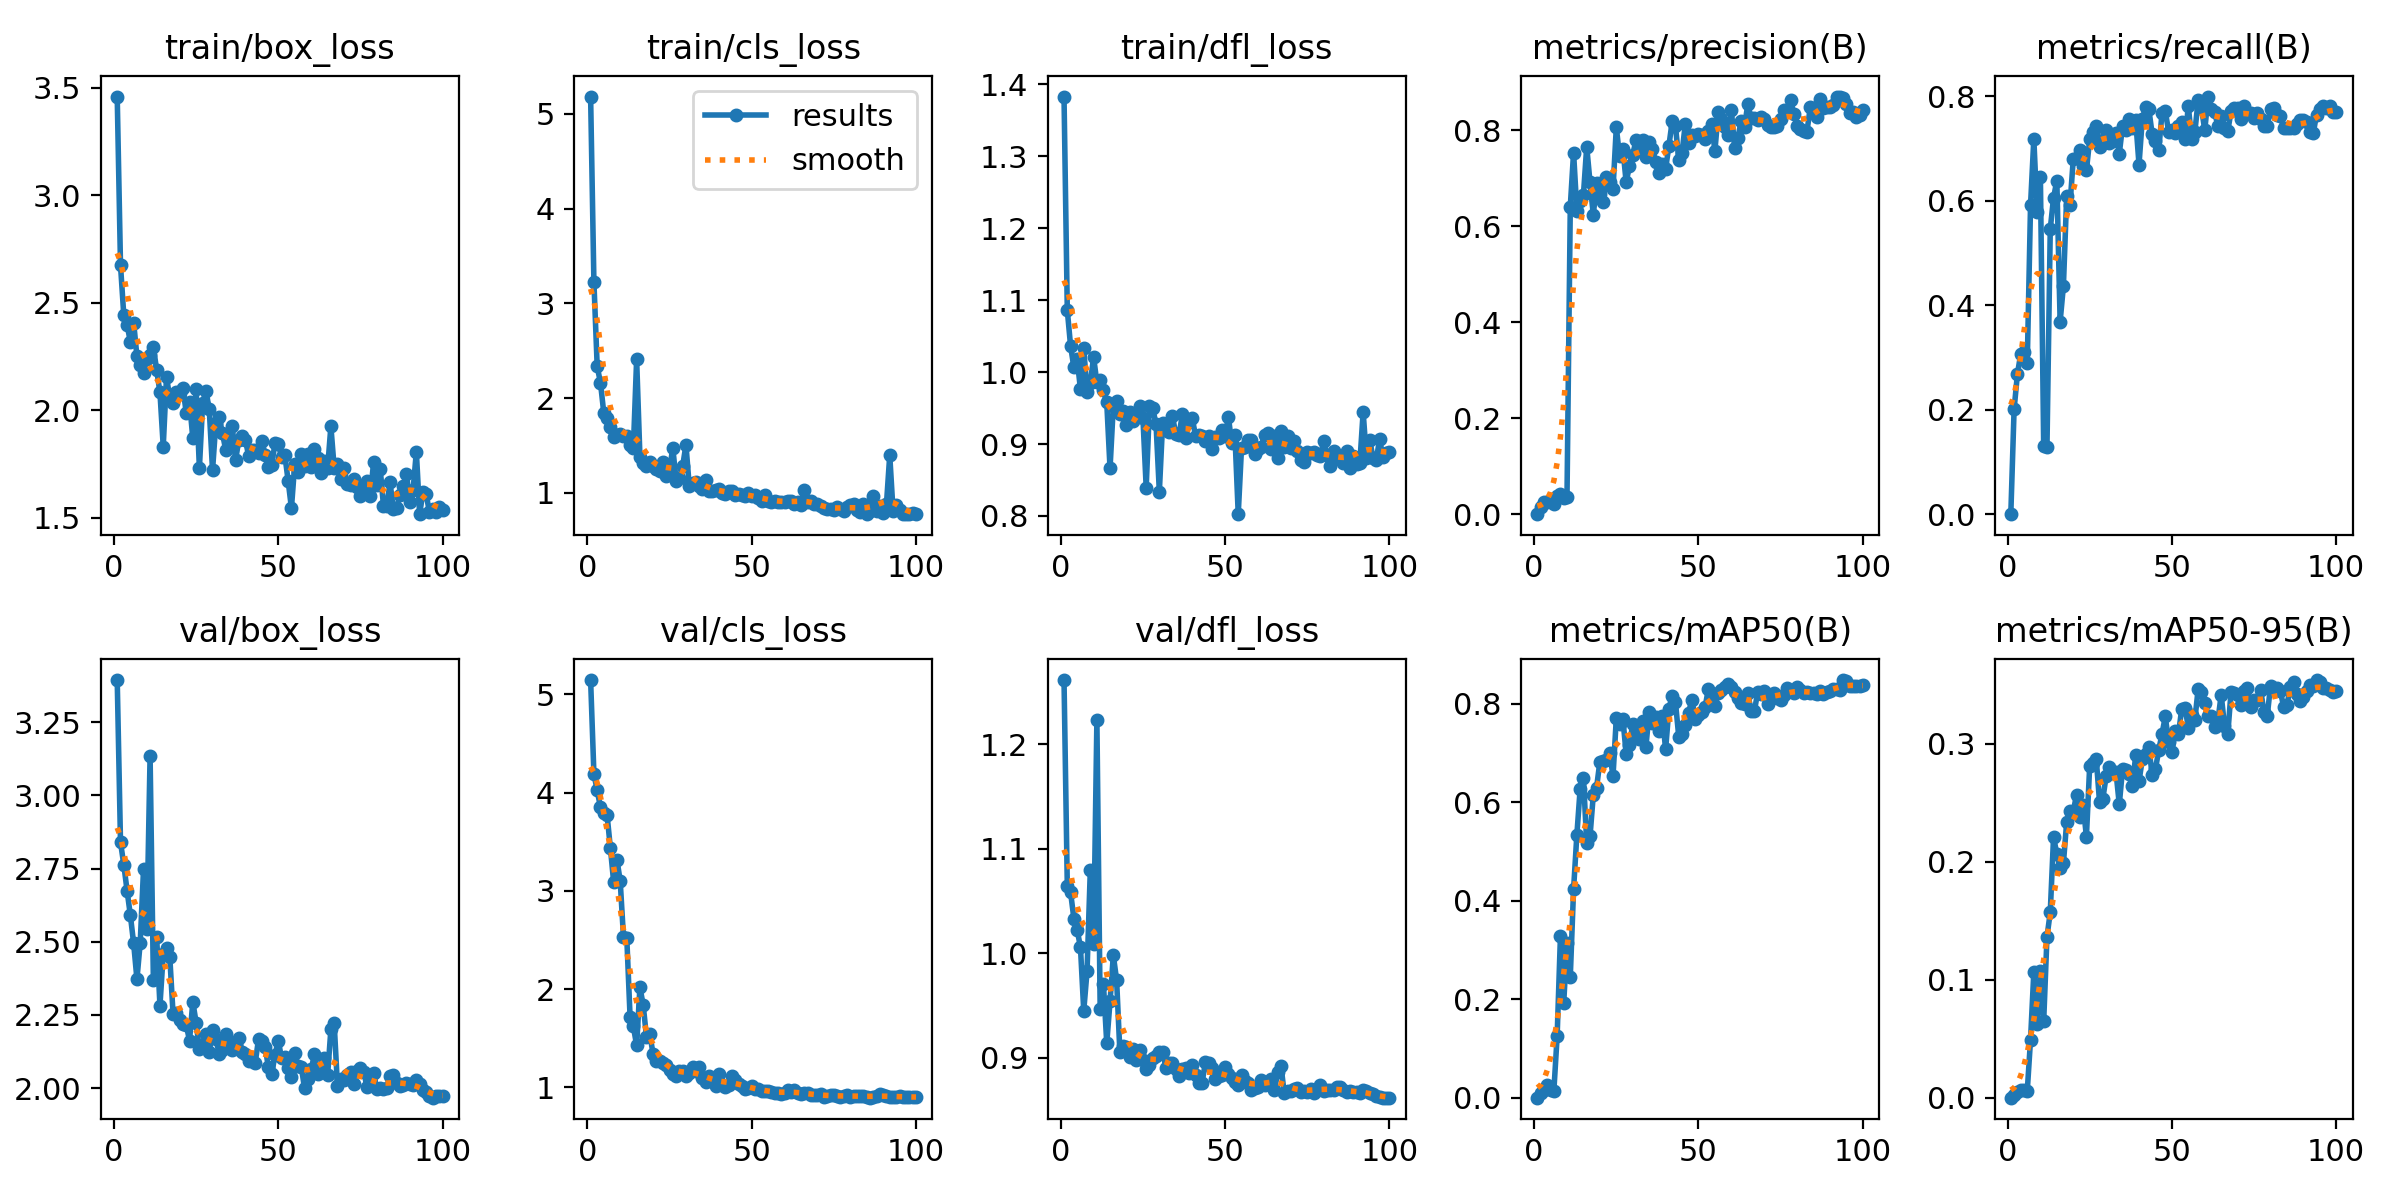 train/box_loss
3.5
3.0
2.5
2.0
1.5
0 50 100
train/cls_loss
results
smooth
5
4
3
2
1
0 50 100
train/dfl_loss
1.4
1.3
1.2
1.1
1.0
0.9
0.8
0 50 100
metrics/precision(B)
0.8
0.6
0.4
0.2
0.0
0 50 100
metrics/recall(B)
0.8
0.6
0.4
0.2
0.0
0 50 100
val/box_loss
3.25
3.00
2.75
2.50
2.25
2.00
0 50 100
val/cls_loss
5
4
3
2
1
0 50 100
val/dfl_loss
1.2
1.1
1.0
0.9
0 50 100
metrics/mAP50(B)
0.8
0.6
0.4
0.2
0.0
0 50 100
metrics/mAP50-95(B)
0.3
0.2
0.1
0.0
0 50 100